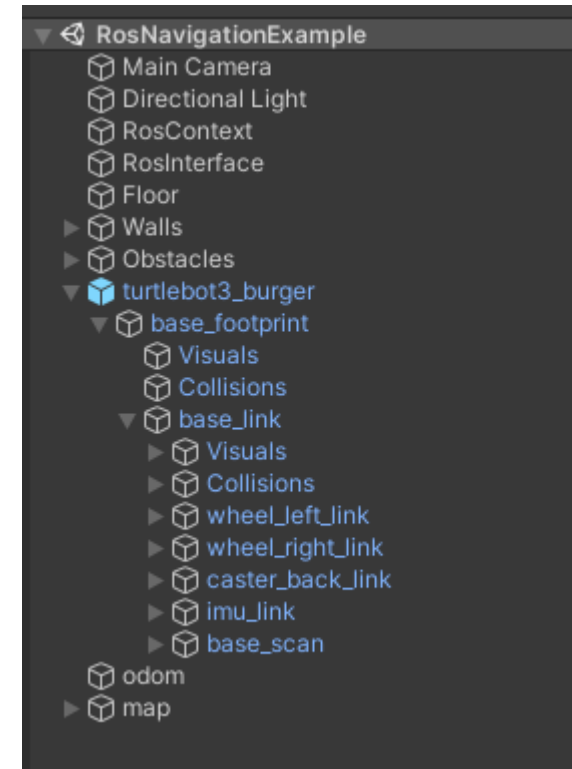 RosNavigationExample
Main Camera
Directional Light
RosContext
RosInterface
Floor
Walls
Obstacles
turtlebot3_burger
base_footprint
Visuals
Collisions
base_link
Visuals
Collisions
wheel_left_link
wheel_right_link
caster_back_link
imu_link
base_scan
odom
map